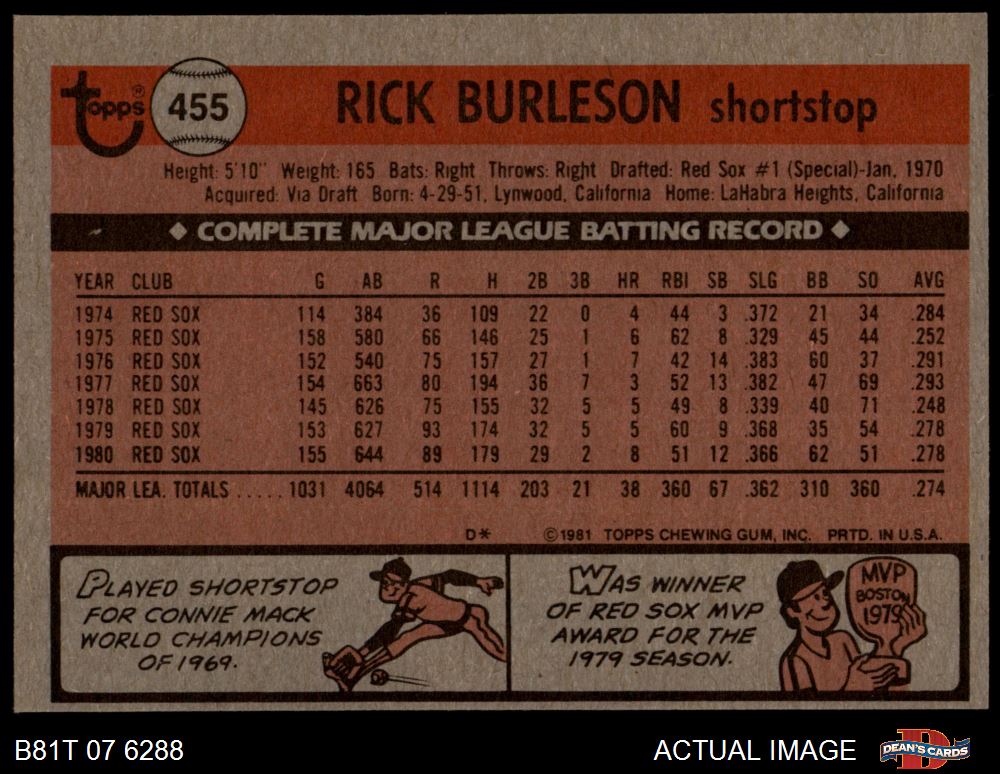 Topps® 455 RICK BURLESON shortstop
Height: 5'10" Weight: 165 Bats: Right Throws: Right Drafted: Red Sox #1 (Special)-Jan, 1970
Acquired: Via Draft Born: 4-29-51, Lynwood, California Home: LaHabra Heights, California
◆ COMPLETE MAJOR LEAGUE BATTING RECORD ◆
YEAR CLUB G AB R H 2B 3B HR RBI SB SLG BB SO AVG
1974 RED SOX 114 384 36 109 22 0 4 44 3 .372 21 34 .284
1975 RED SOX 158 580 66 146 25 1 6 62 8 .329 45 44 .252
1976 RED SOX 152 540 75 157 27 1 7 42 14 .383 60 37 .291
1977 RED SOX 154 663 80 194 36 7 3 52 13 .382 47 69 .293
1978 RED SOX 145 626 75 155 32 5 5 49 8 .339 40 71 .248
1979 RED SOX 153 627 93 174 32 5 5 60 9 .368 35 54 .278
1980 RED SOX 155 644 89 179 29 2 8 51 12 .366 62 51 .278
MAJOR LEA. TOTALS ..... 1031 4064 514 1114 203 21 38 360 67 .362 310 360 .274
D* ©1981 TOPPS CHEWING GUM, INC. PRTD. IN U.S.A.
PLAYED SHORTSTOP
FOR CONNIE MACK
WORLD CHAMPIONS
OF 1969.
WAS WINNER
OF RED SOX MVP
AWARD FOR THE
1979 SEASON.
MVP
BOSTON
1979
B81T 07 6288 ACTUAL IMAGE DEAN'S CARDS